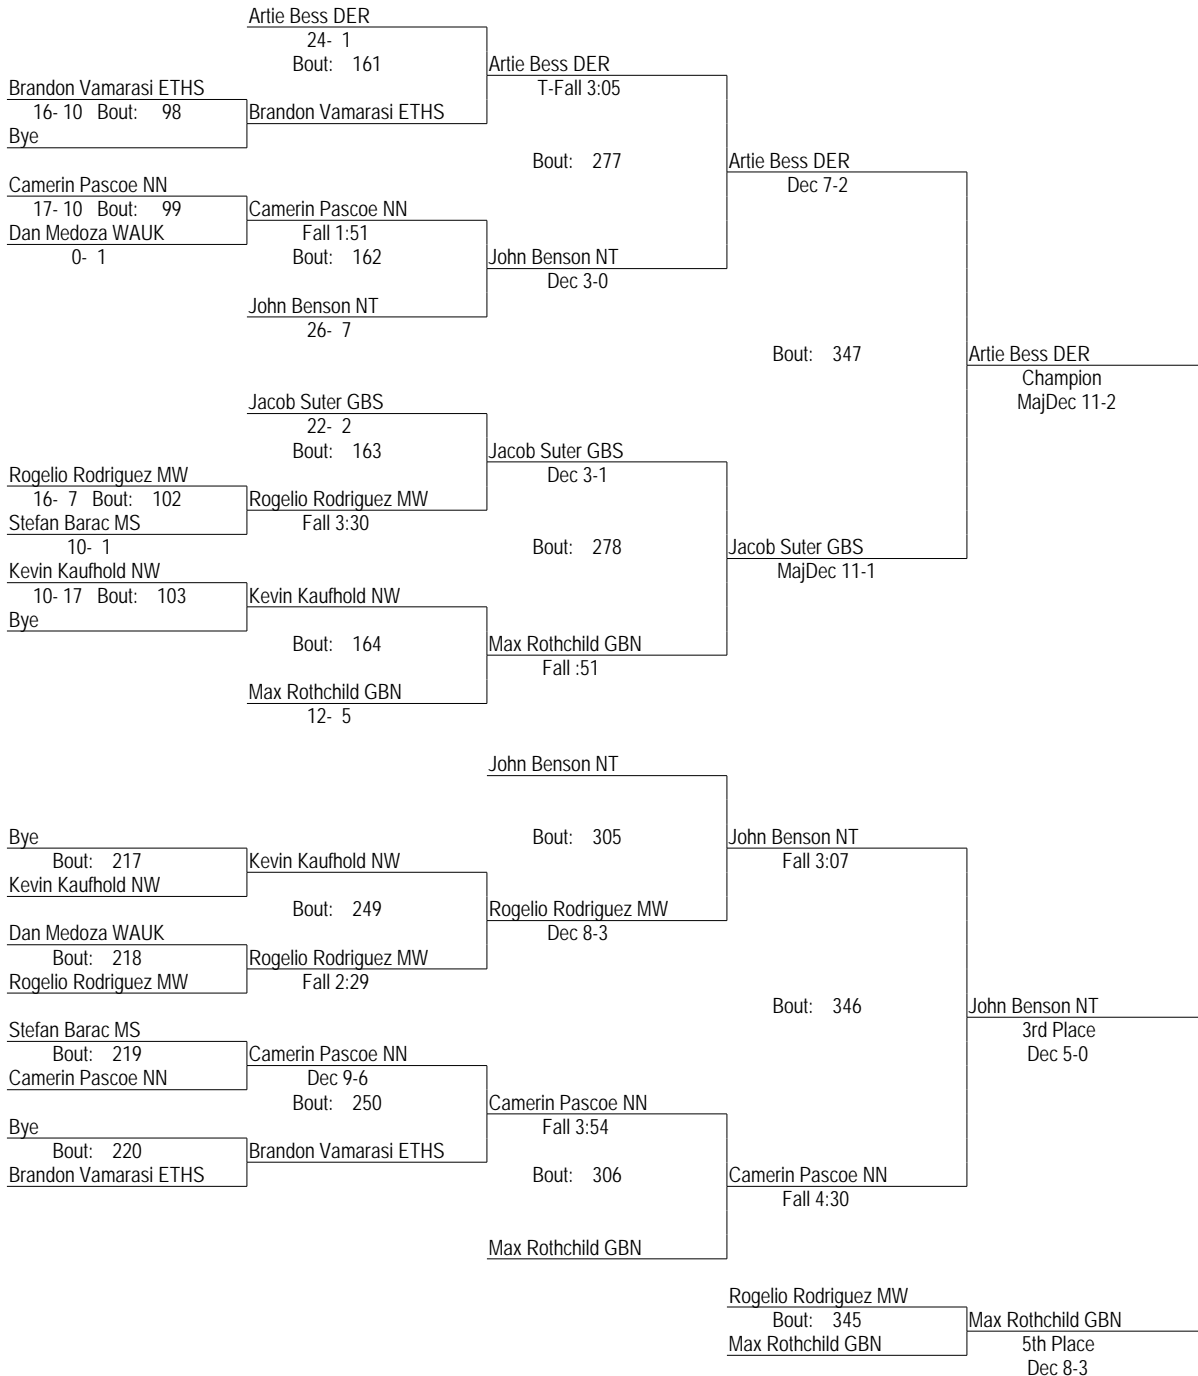 Artie Bess DER
24- 1
Bout: 161
Artie Bess DER
T-Fall 3:05
Brandon Vamarasi ETHS
16- 10 Bout: 98
Brandon Vamarasi ETHS
Bye
Bout: 277
Artie Bess DER
Dec 7-2
Camerin Pascoe NN
17- 10 Bout: 99
Camerin Pascoe NN
Dan Medoza WAUK
Fall 1:51
0- 1
Bout: 162
John Benson NT
Dec 3-0
John Benson NT
26- 7
Bout: 347
Artie Bess DER
Champion
MajDec 11-2
Jacob Suter GBS
22- 2
Bout: 163
Jacob Suter GBS
Dec 3-1
Rogelio Rodriguez MW
16- 7 Bout: 102
Rogelio Rodriguez MW
Stefan Barac MS
Fall 3:30
10- 1
Bout: 278
Jacob Suter GBS
MajDec 11-1
Kevin Kaufhold NW
10- 17 Bout: 103
Kevin Kaufhold NW
Bye
Bout: 164
Max Rothchild GBN
Fall :51
Max Rothchild GBN
12- 5
John Benson NT
Bye
Bout: 305
John Benson NT
Bout: 217
Kevin Kaufhold NW
Fall 3:07
Kevin Kaufhold NW
Bout: 249
Rogelio Rodriguez MW
Dec 8-3
Dan Medoza WAUK
Bout: 218
Rogelio Rodriguez MW
Rogelio Rodriguez MW
Fall 2:29
Bout: 346
John Benson NT
3rd Place
Dec 5-0
Stefan Barac MS
Bout: 219
Camerin Pascoe NN
Camerin Pascoe NN
Dec 9-6
Bout: 250
Camerin Pascoe NN
Fall 3:54
Bye
Bout: 220
Brandon Vamarasi ETHS
Brandon Vamarasi ETHS
Bout: 306
Camerin Pascoe NN
Fall 4:30
Max Rothchild GBN
Rogelio Rodriguez MW
Bout: 345
Max Rothchild GBN
Max Rothchild GBN
5th Place
Dec 8-3